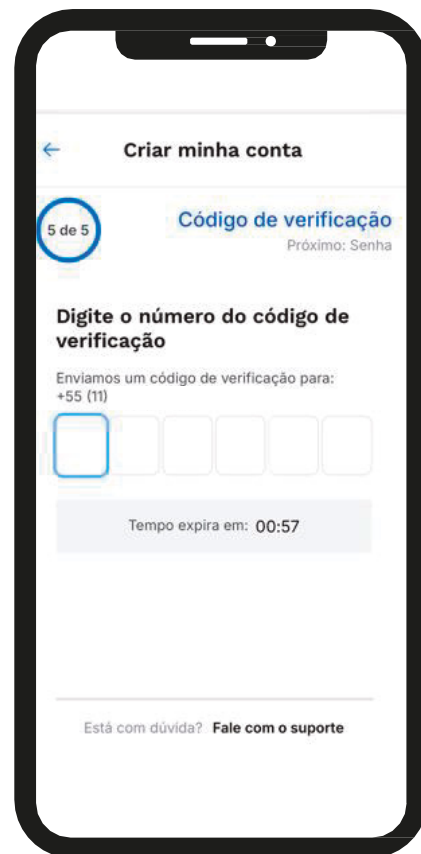 Criar minha conta
5 de 5
Código de verificação
Próximo: Senha
Digite o número do código de
verificação
Enviamos um código de verificação para:
+55 (11)
Tempo expira em: 00:57
Está com dúvida? Fale com o suporte